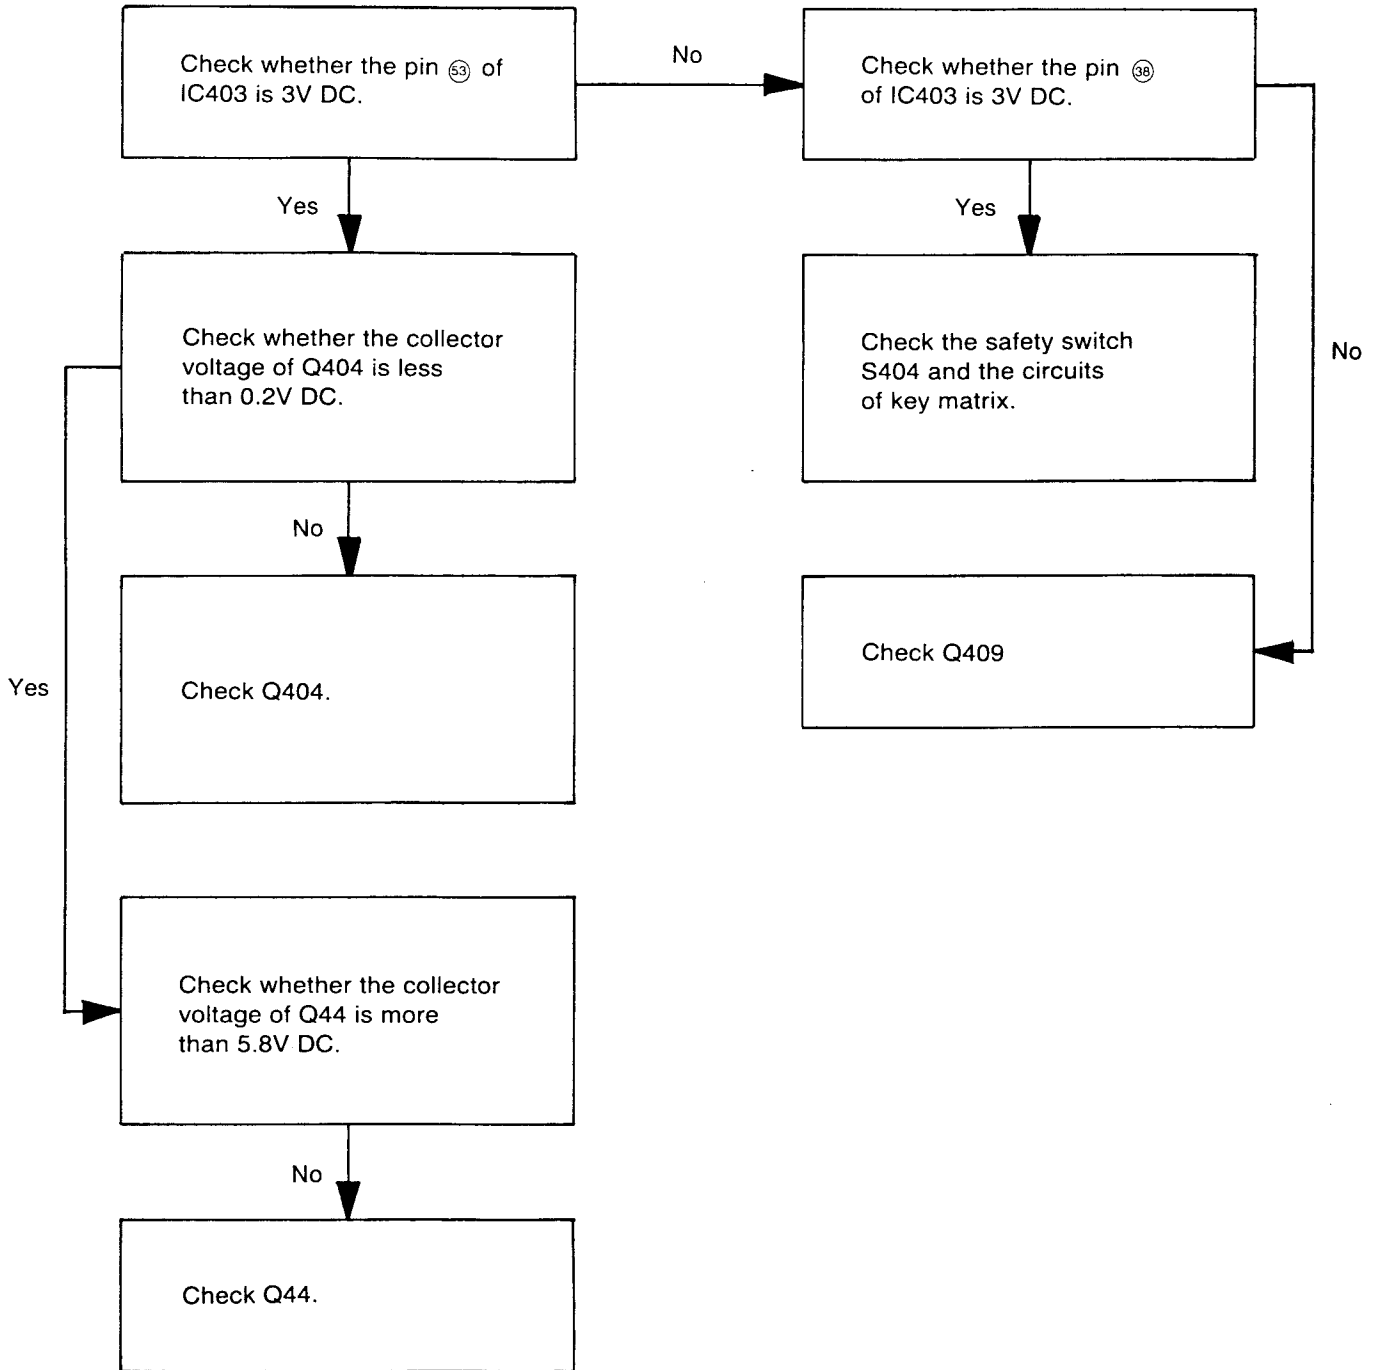 Check whether the pin ㊼ of
IC403 is 3V DC.
No
Check whether the pin ㊳
of IC403 is 3V DC.
Yes
Yes
Check whether the collector
voltage of Q404 is less
than 0.2V DC.
Check the safety switch
S404 and the circuits
of key matrix.
No
No
Check Q404.
Check Q409
Yes
Check whether the collector
voltage of Q44 is more
than 5.8V DC.
No
Check Q44.